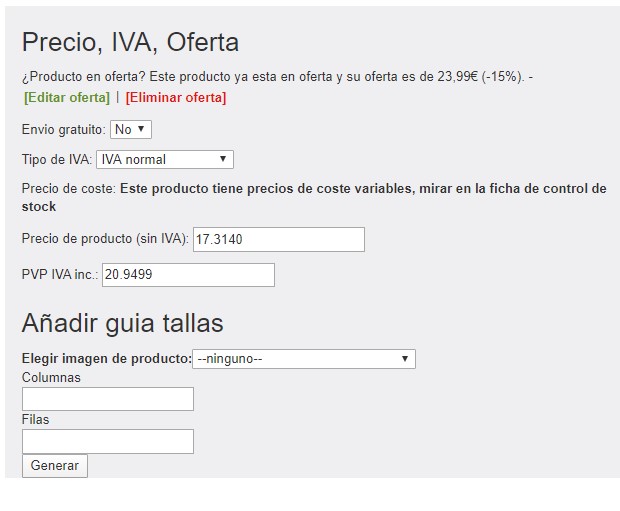 Precio, IVA, Oferta
¿Producto en oferta? Este producto ya esta en oferta y su oferta es de 23,99€ (-15%). -
[Editar oferta] | [Eliminar oferta]
Envio gratuito: No
Tipo de IVA: IVA normal
Precio de coste: Este producto tiene precios de coste variables, mirar en la ficha de control de
stock
Precio de producto (sin IVA): 17.3140
PVP IVA inc.: 20.9499
Añadir guia tallas
Elegir imagen de producto: --ninguno--
Columnas
Filas
Generar